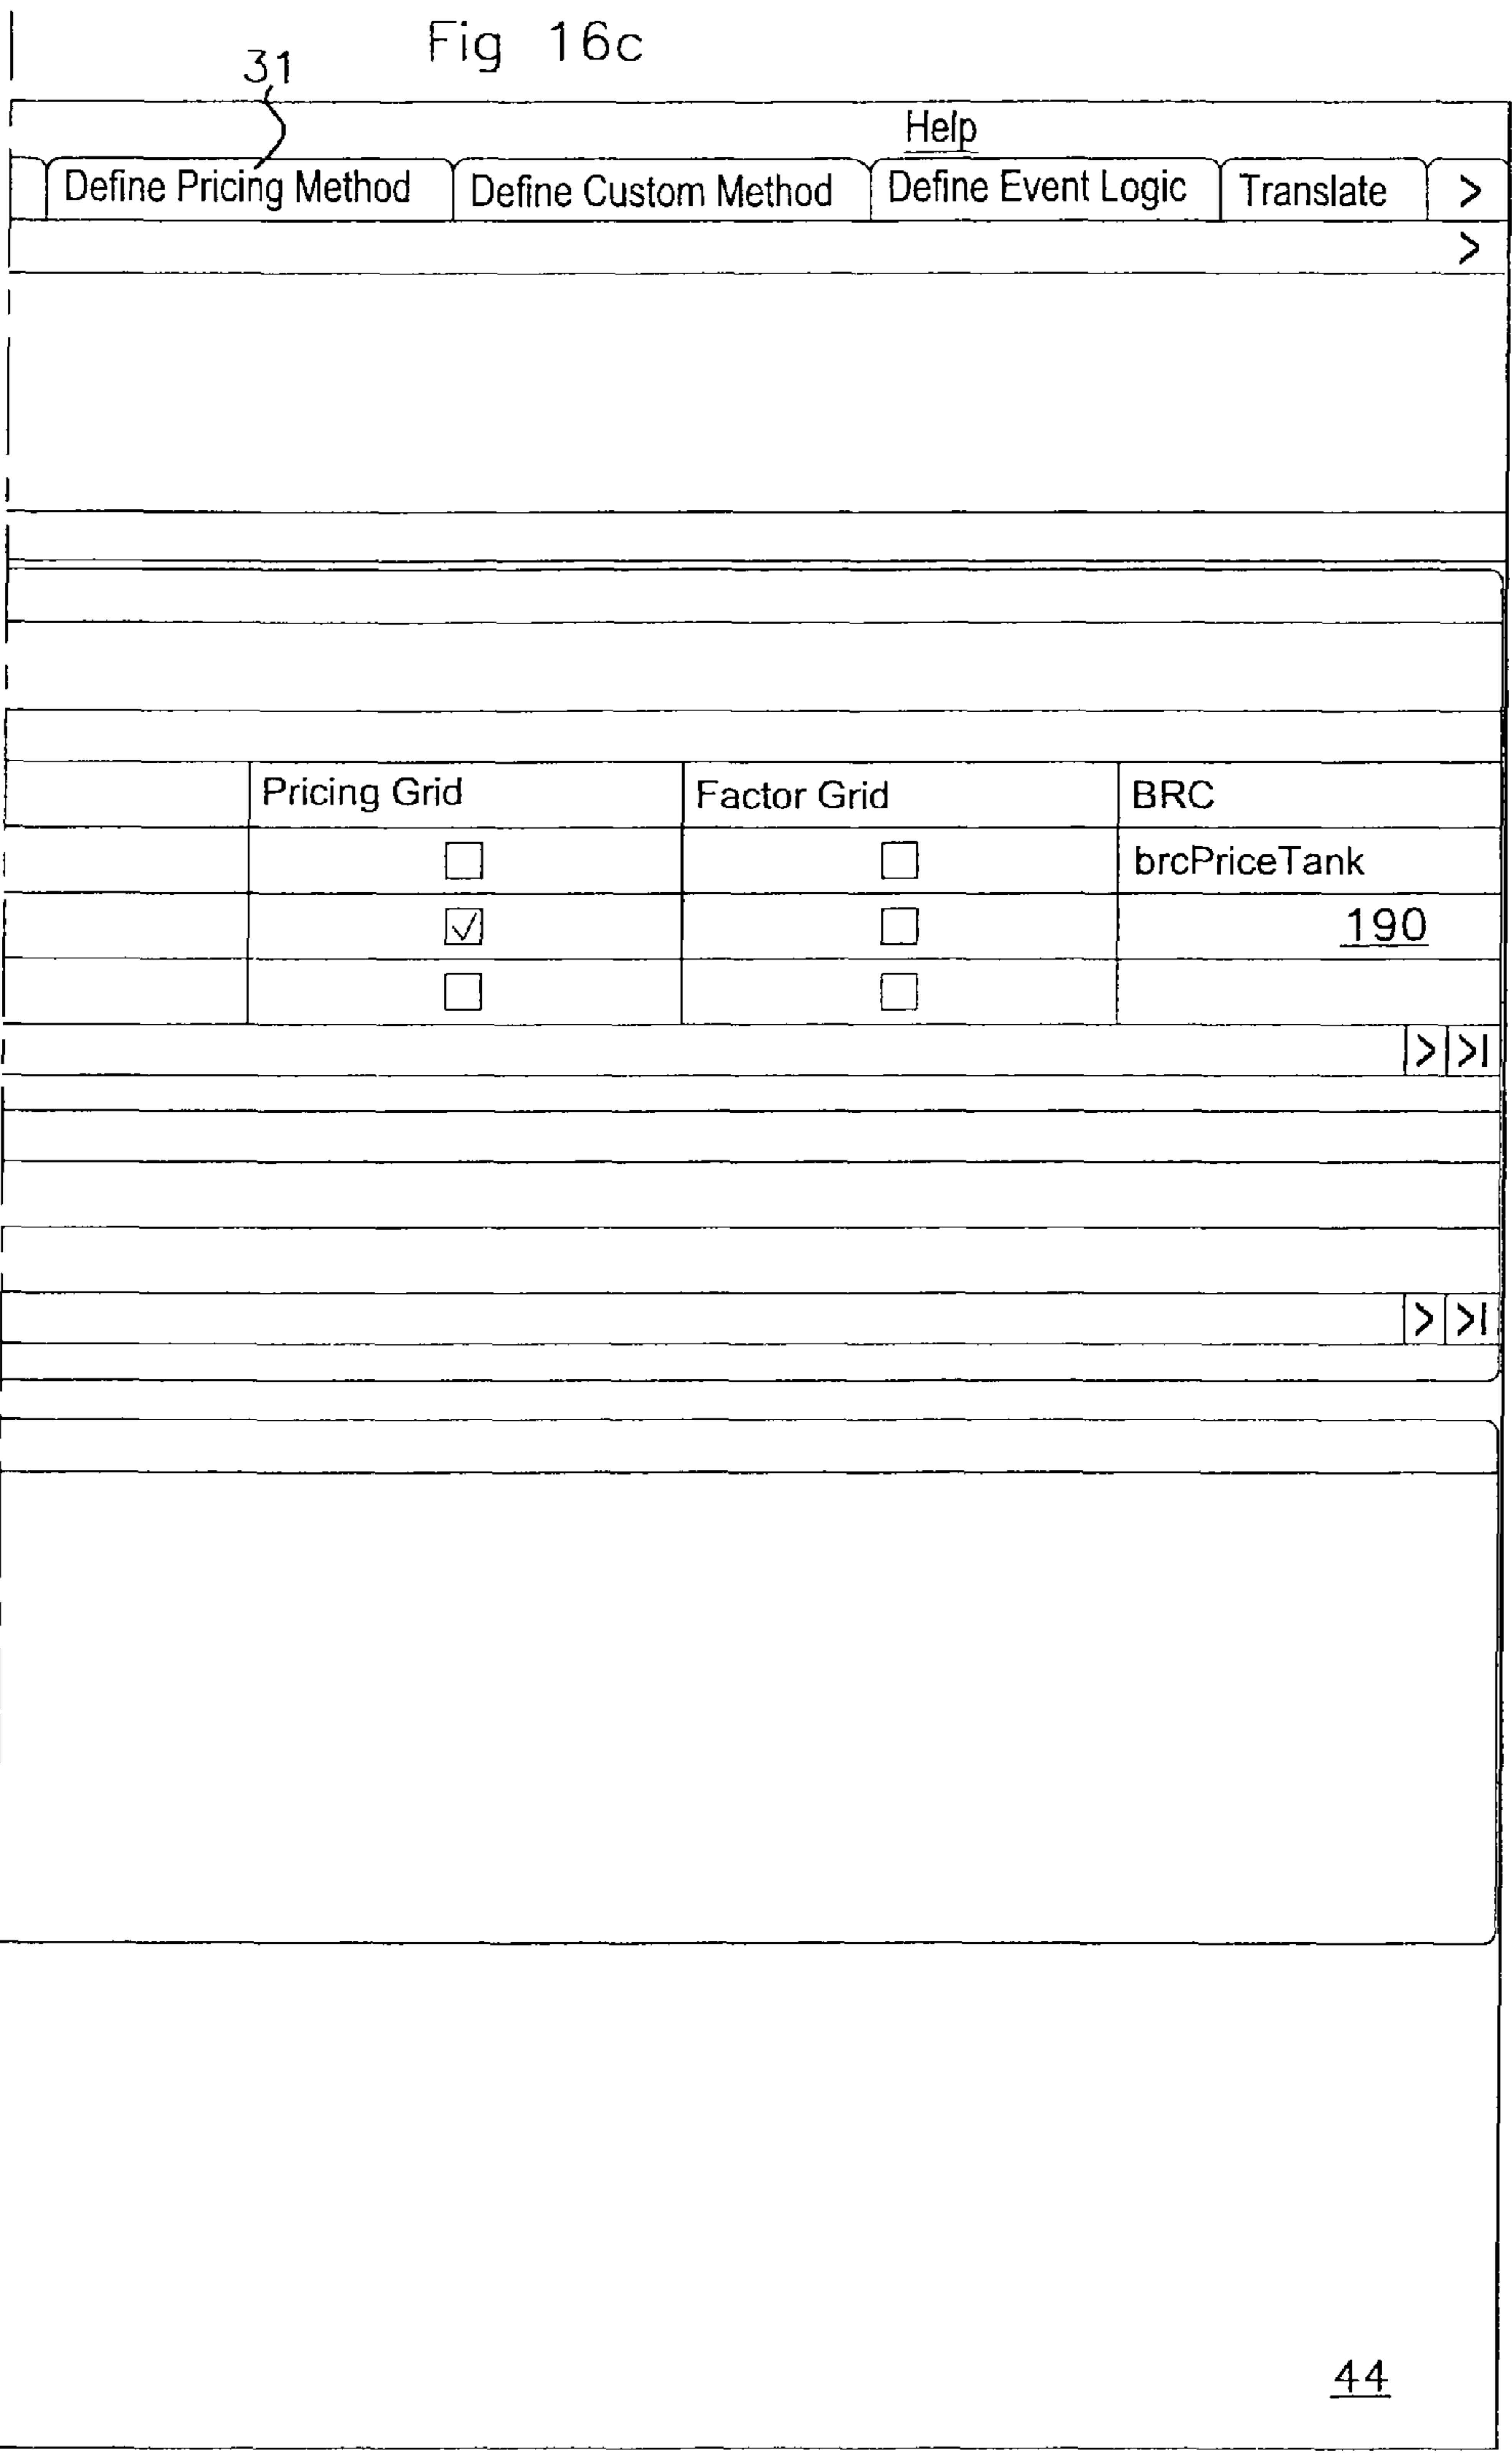 Fig 16c
31
Help
Define Pricing Method Define Custom Method Define Event Logic Translate >
>
Pricing Grid Factor Grid BRC
brcPriceTank
190
> >|
> >|
44